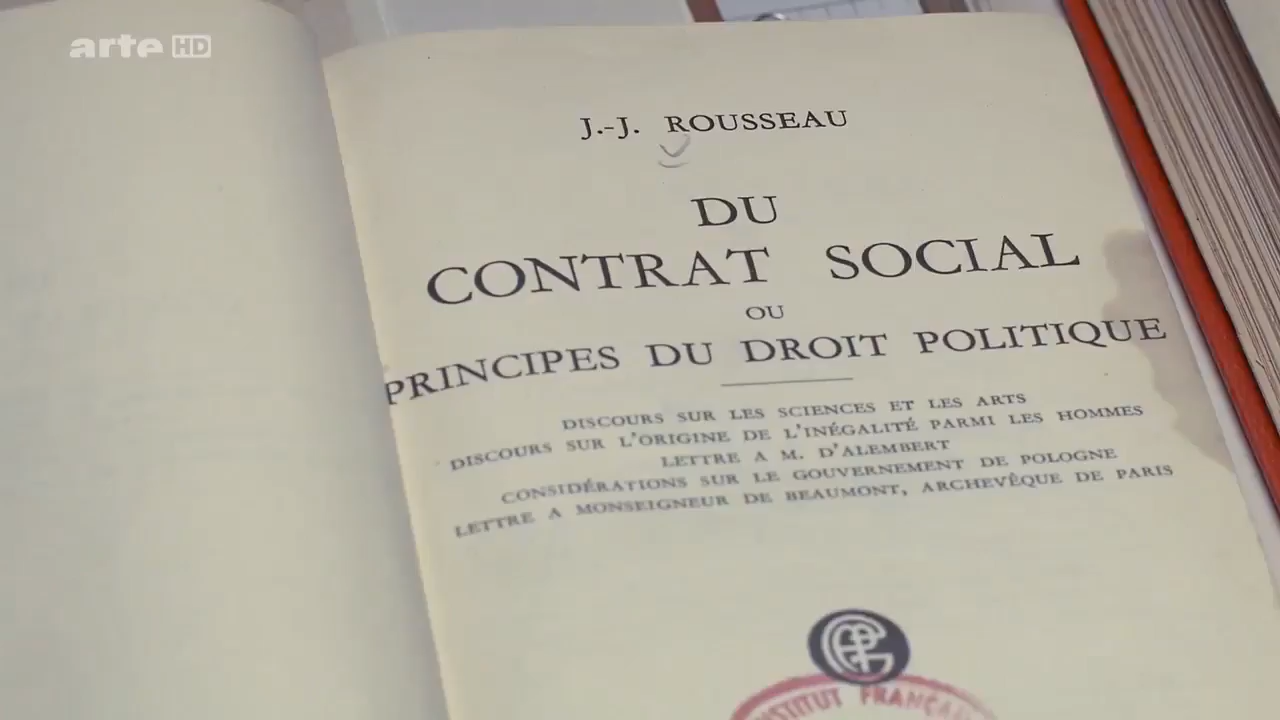 arte HD
J.-J. ROUSSEAU
DU
CONTRAT SOCIAL
OU
PRINCIPES DU DROIT POLITIQUE
DISCOURS SUR LES SCIENCES ET LES ARTS
DISCOURS SUR L'ORIGINE DE L'INÉGALITÉ PARMI LES HOMMES
LETTRE A M. D'ALEMBERT
CONSIDÉRATIONS SUR LE GOUVERNEMENT DE POLOGNE
LETTRE A MONSEIGNEUR DE BEAUMONT, ARCHEVÊQUE DE PARIS
INSTITUT FRANÇA